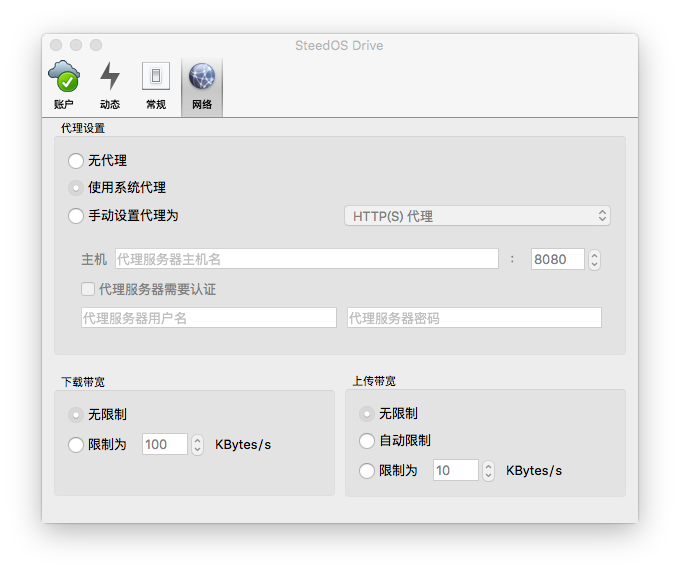 SteedOS Drive
账户 动态 常规 网络
代理设置
无代理
使用系统代理
手动设置代理为 HTTP(S) 代理
主机 代理服务器主机名 : 8080
代理服务器需要认证
代理服务器用户名 代理服务器密码
下载带宽
无限制
限制为 100 KBytes/s
上传带宽
无限制
自动限制
限制为 10 KBytes/s